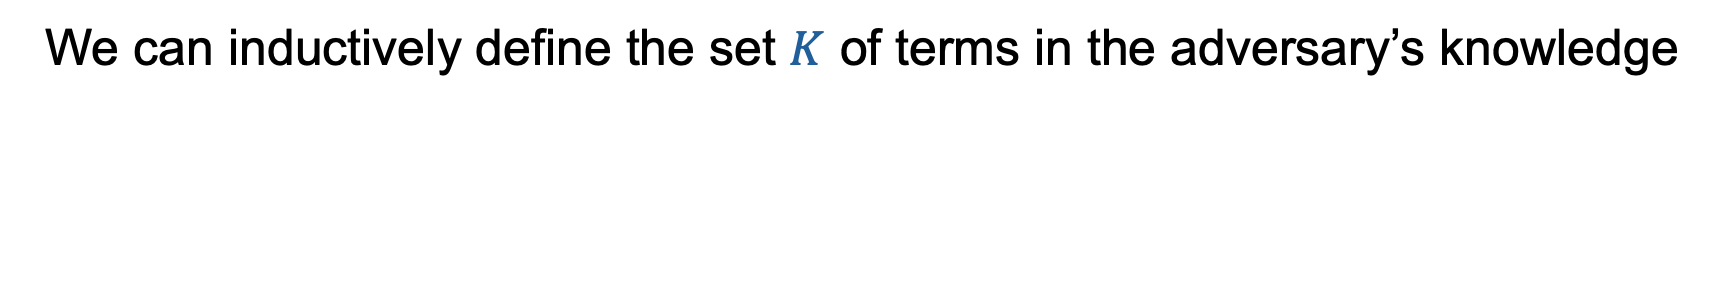 We can inductively define the set K of terms in the adversary’s knowledge